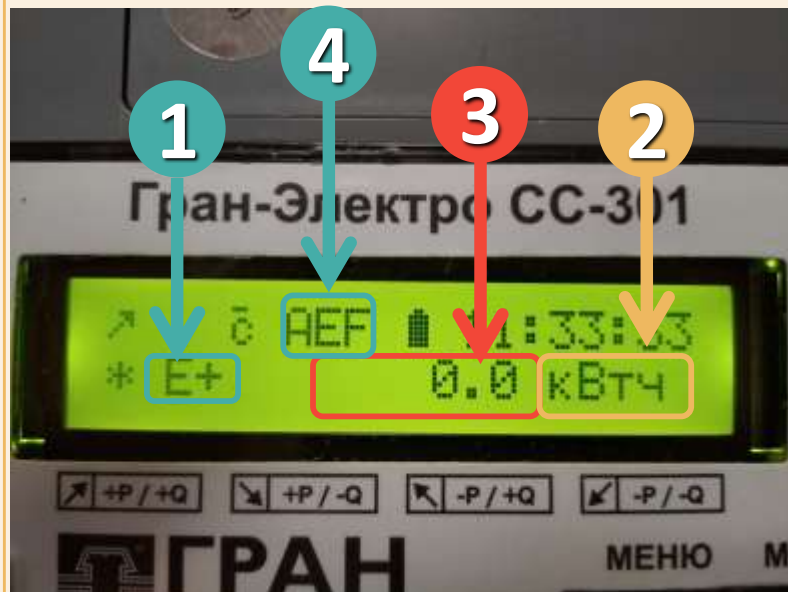 4
1 3 2
Гран-Электро СС-301
↗ c̄ AEF :33:
* E+ 0.0 кВтч
↗ +P / +Q ↘ +P / -Q ↖ -P / +Q ↙ -P / -Q
ГРАН МЕНЮ